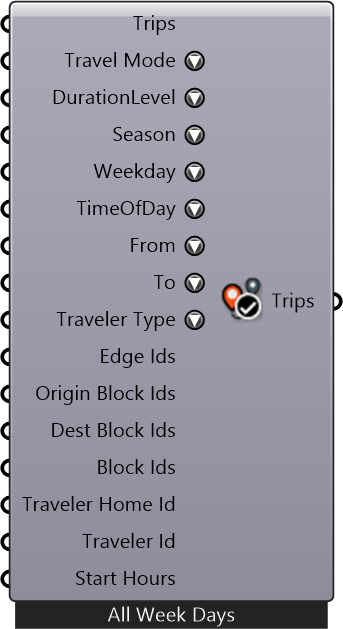 Trips
Travel Mode
DurationLevel
Season
Weekday
TimeOfDay
From
To
Trips
Traveler Type
Edge Ids
Origin Block Ids
Dest Block Ids
Block Ids
Traveler Home Id
Traveler Id
Start Hours
All Week Days